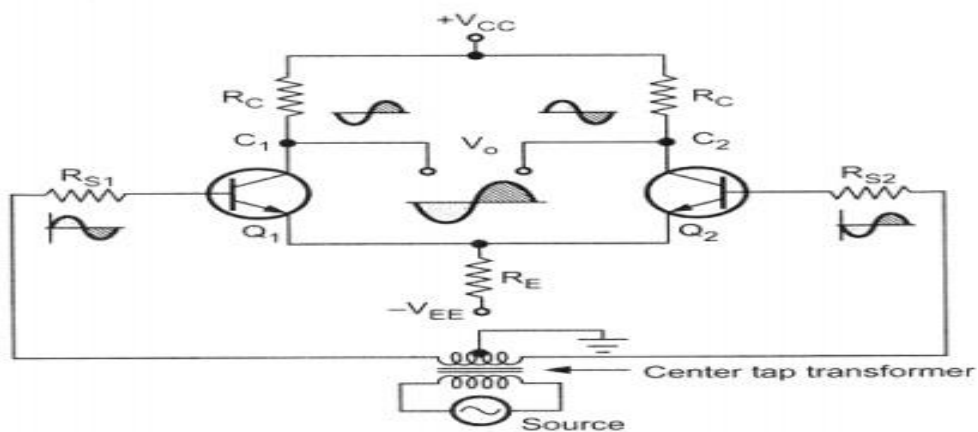 +VCC
RC
RC
C1
Vo
C2
RS1
RS2
Q1
Q2
RE
–VEE
Center tap transformer
Source